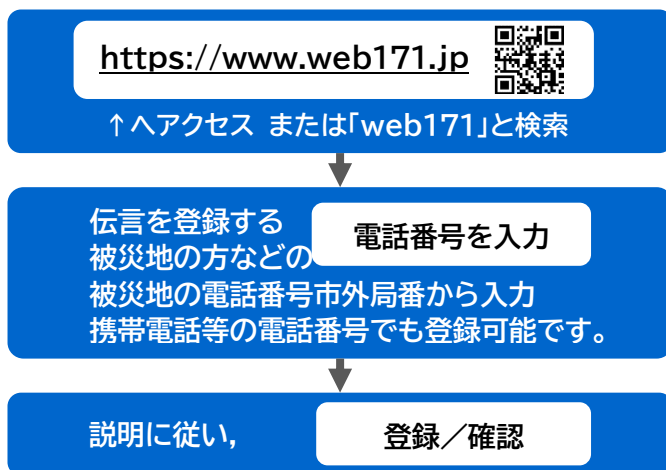 https://www.web171.jp
↑へアクセス または「web171」と検索
伝言を登録する
被災地の方などの
電話番号を入力
被災地の電話番号市外局番から入力
携帯電話等の電話番号でも登録可能です。
説明に従い, 登録／確認